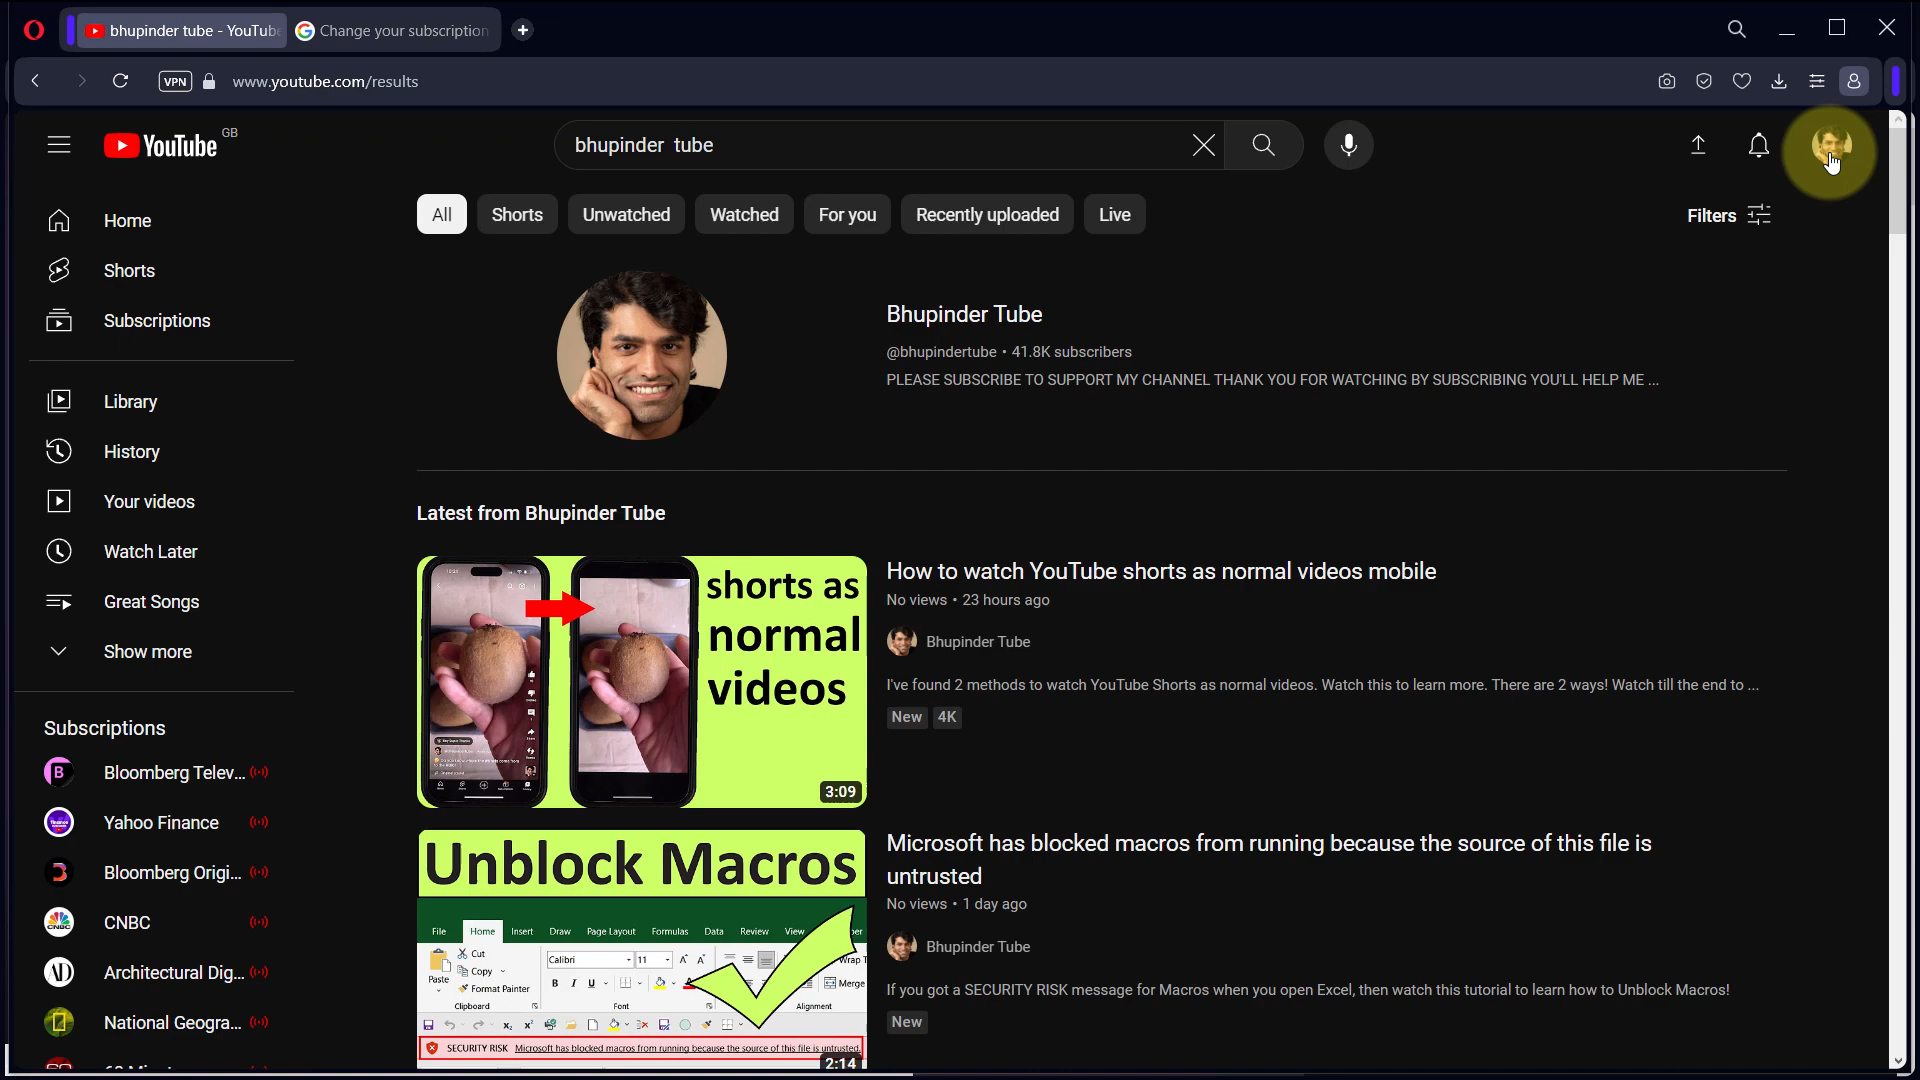 bhupinder tube - YouTube
Change your subscription
VPN
www.youtube.com/results
YouTube GB
bhupinder tube
Home
Shorts
Subscriptions
Library
History
Your videos
Watch Later
Great Songs
Show more
Subscriptions
Bloomberg Telev...
Yahoo Finance
Bloomberg Origi...
CNBC
Architectural Dig...
National Geogra...
All
Shorts
Unwatched
Watched
For you
Recently uploaded
Live
Filters
Bhupinder Tube
@bhupindertube • 41.8K subscribers
PLEASE SUBSCRIBE TO SUPPORT MY CHANNEL THANK YOU FOR WATCHING BY SUBSCRIBING YOU'LL HELP ME ...
Latest from Bhupinder Tube
shorts as
normal
videos
3:09
How to watch YouTube shorts as normal videos mobile
No views • 23 hours ago
Bhupinder Tube
I've found 2 methods to watch YouTube Shorts as normal videos. Watch this to learn more. There are 2 ways! Watch till the end to ...
New
4K
Unblock Macros
File
Home
Insert
Draw
Page Layout
Formulas
Data
Review
View
Cut
Copy
Format Painter
Paste
Clipboard
Calibri
11
B I U
Font
Merge
Alignment
SECURITY RISK Microsoft has blocked macros from running because the source of this file is untrusted.
2:14
Microsoft has blocked macros from running because the source of this file is
untrusted
No views • 1 day ago
Bhupinder Tube
If you got a SECURITY RISK message for Macros when you open Excel, then watch this tutorial to learn how to Unblock Macros!
New